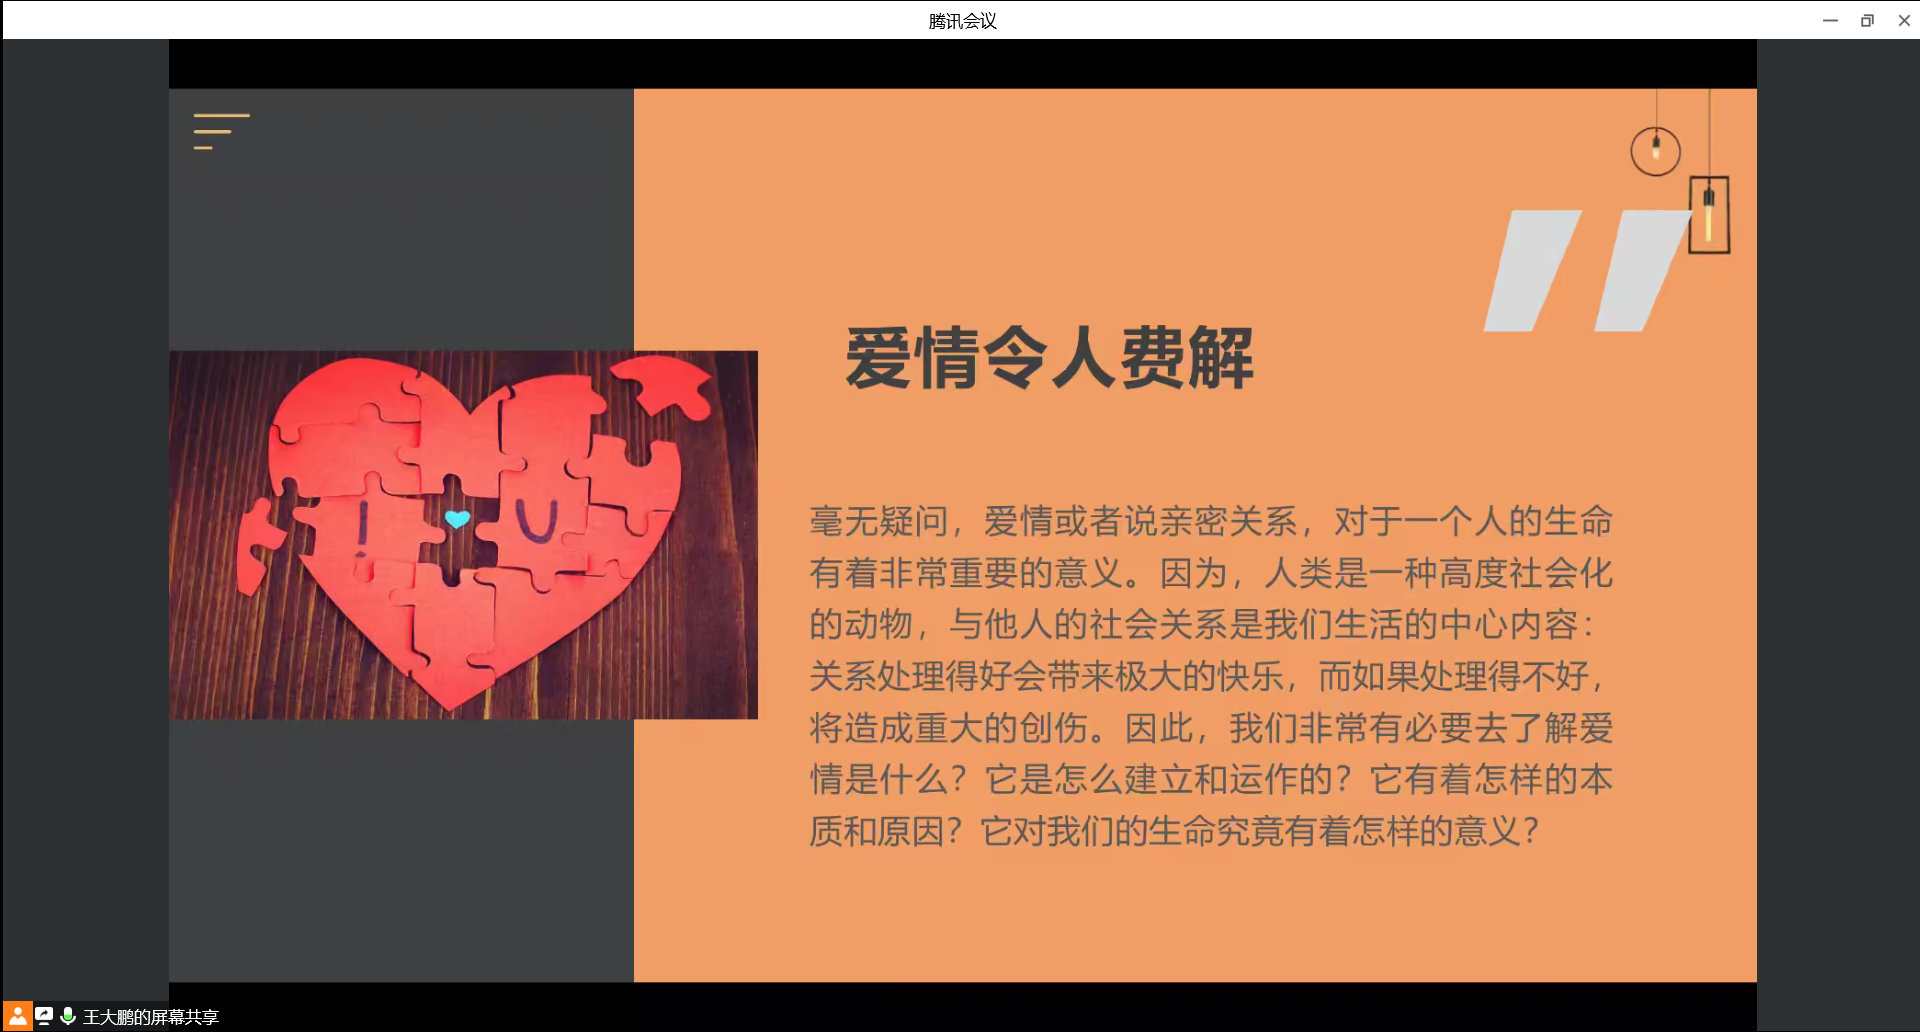 腾讯会议
爱情令人费解
毫无疑问，爱情或者说亲密关系，对于一个人的生命
有着非常重要的意义。因为，人类是一种高度社会化
的动物，与他人的社会关系是我们生活的中心内容：
关系处理得好会带来极大的快乐，而如果处理得不好，
将造成重大的创伤。因此，我们非常有必要去了解爱
情是什么？它是怎么建立和运作的？它有着怎样的本
质和原因？它对我们的生命究竟有着怎样的意义？
I U
王大鹏的屏幕共享